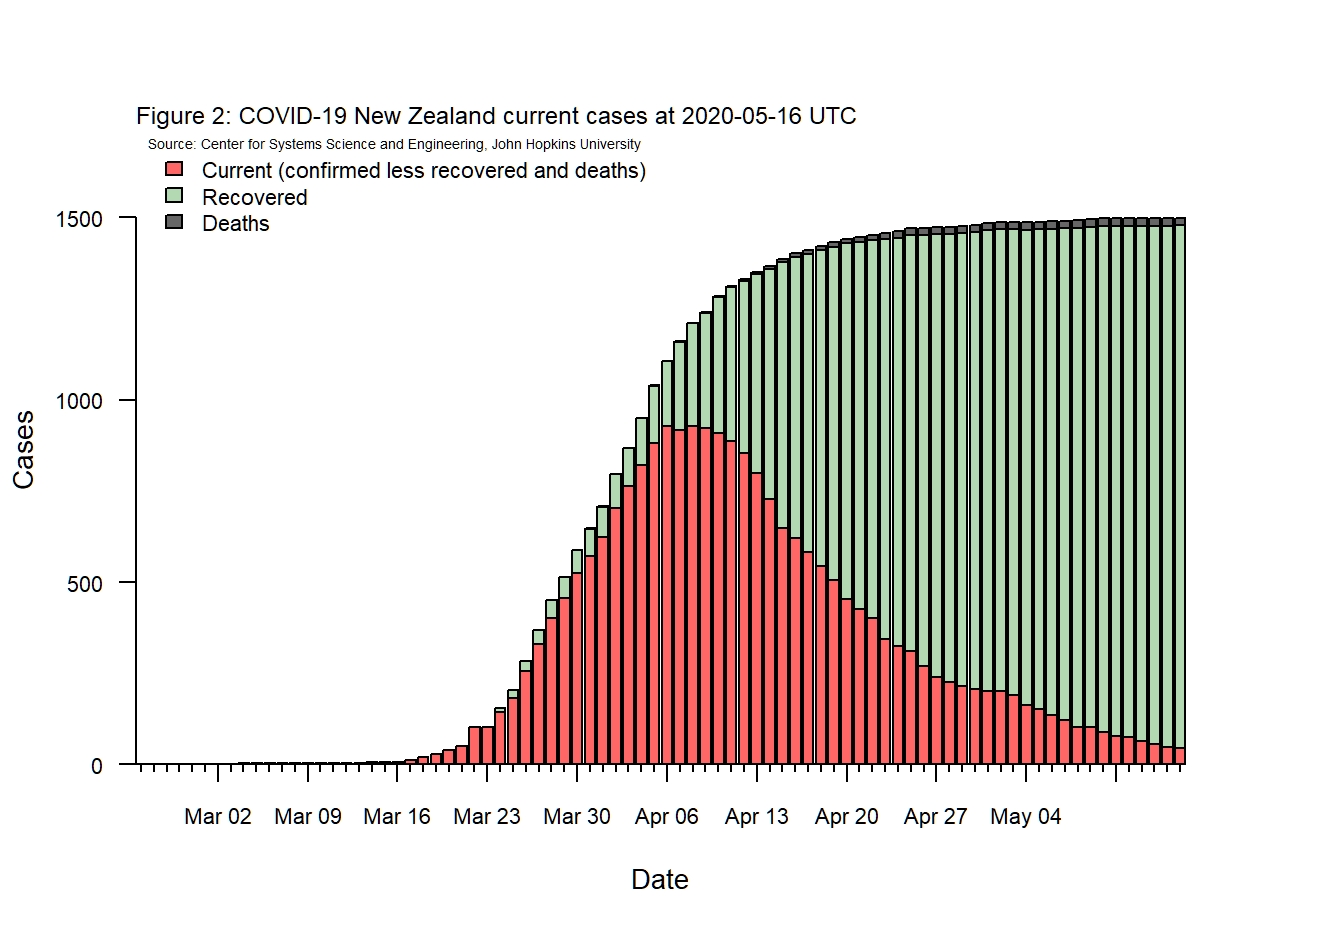 Figure 2: COVID-19 New Zealand current cases at 2020-05-16 UTC
Source: Center for Systems Science and Engineering, John Hopkins University
Current (confirmed less recovered and deaths)
Recovered
Deaths
1500
1000
500
0
Cases
Mar 02 Mar 09 Mar 16 Mar 23 Mar 30 Apr 06 Apr 13 Apr 20 Apr 27 May 04
Date